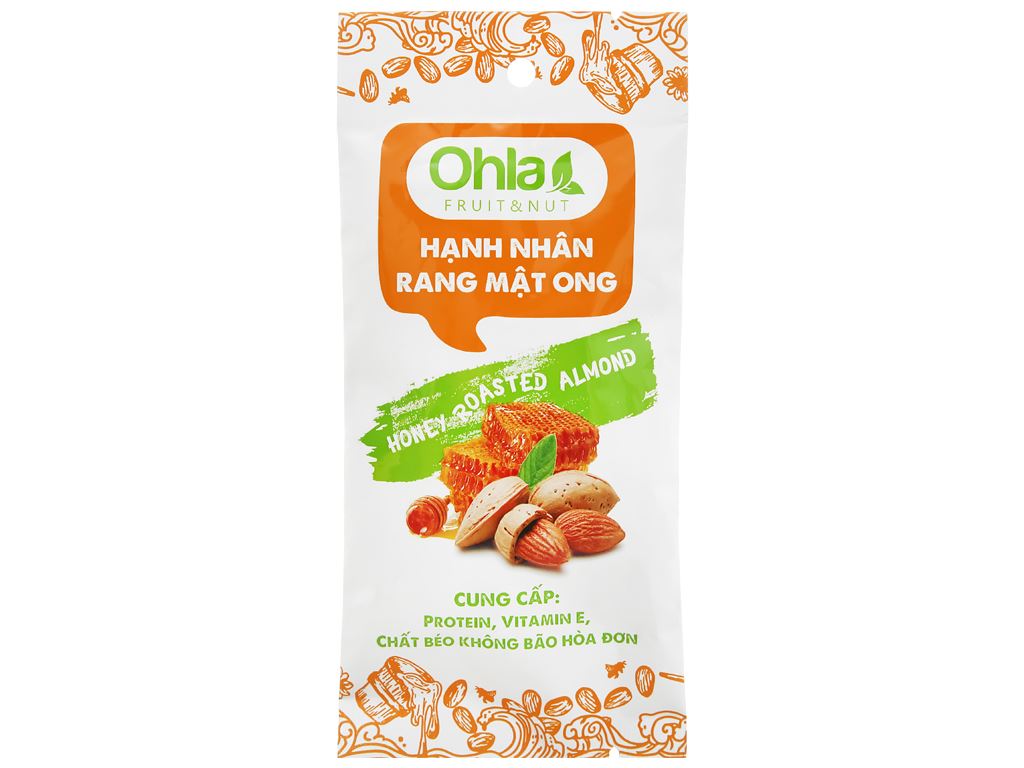 Ohla
FRUIT&NUT
HẠNH NHÂN
RANG MẬT ONG
HONEY ROASTED ALMOND
CUNG CẤP:
PROTEIN, VITAMIN E,
CHẤT BÉO KHÔNG BÃO HÒA ĐƠN